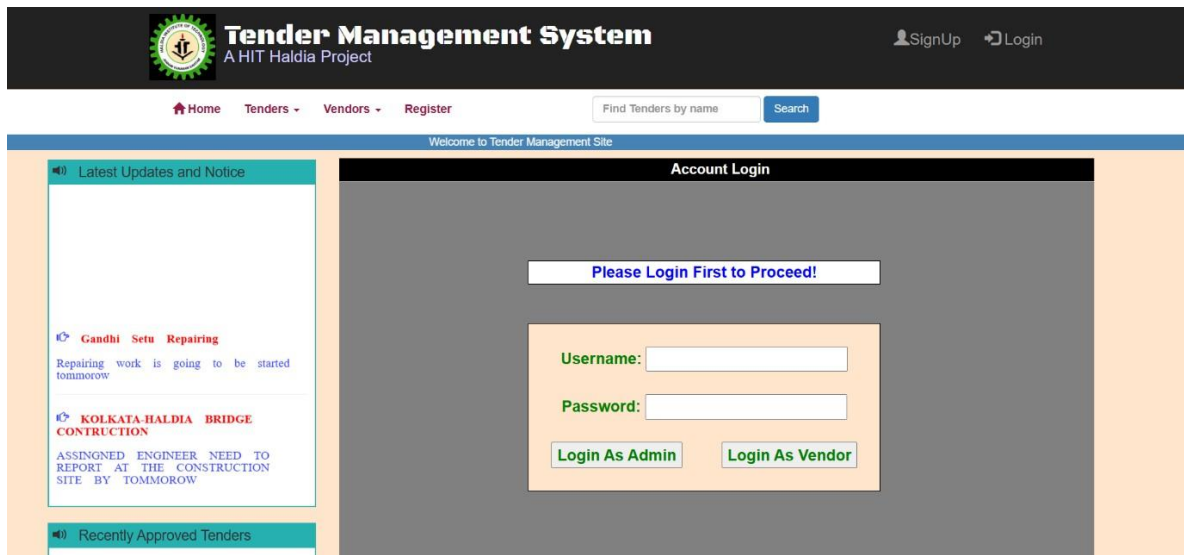 Tender Management System
A HIT Haldia Project
SignUp
Login
Home
Tenders
Vendors
Register
Find Tenders by name
Search
Welcome to Tender Management Site
Latest Updates and Notice
Gandhi Setu Repairing
Repairing work is going to be started
tommorow
KOLKATA-HALDIA BRIDGE
CONTRUCTION
ASSINGNED ENGINEER NEED TO
REPORT AT THE CONSTRUCTION
SITE BY TOMMOROW
Recently Approved Tenders
Account Login
Please Login First to Proceed!
Username:
Password:
Login As Admin
Login As Vendor